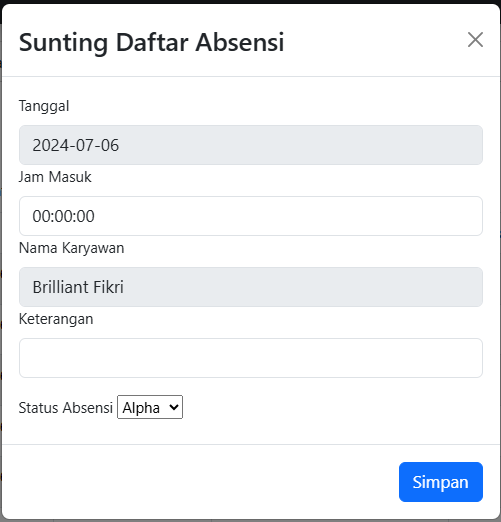 Sunting Daftar Absensi
Tanggal
2024-07-06
Jam Masuk
00:00:00
Nama Karyawan
Brilliant Fikri
Keterangan
Status Absensi Alpha
Simpan